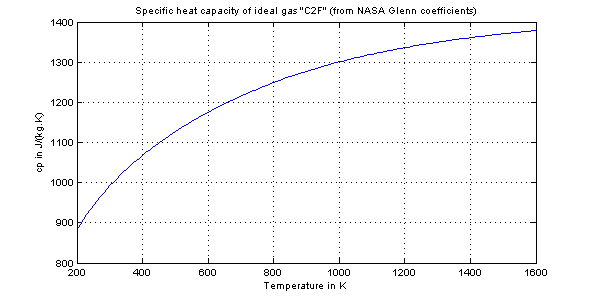 Specific heat capacity of ideal gas "C2F" (from NASA Glenn coefficients)
1400
1300
1200
1100
1000
900
800
cp in J/(kg.K)
200 400 600 800 1000 1200 1400 1600
Temperature in K